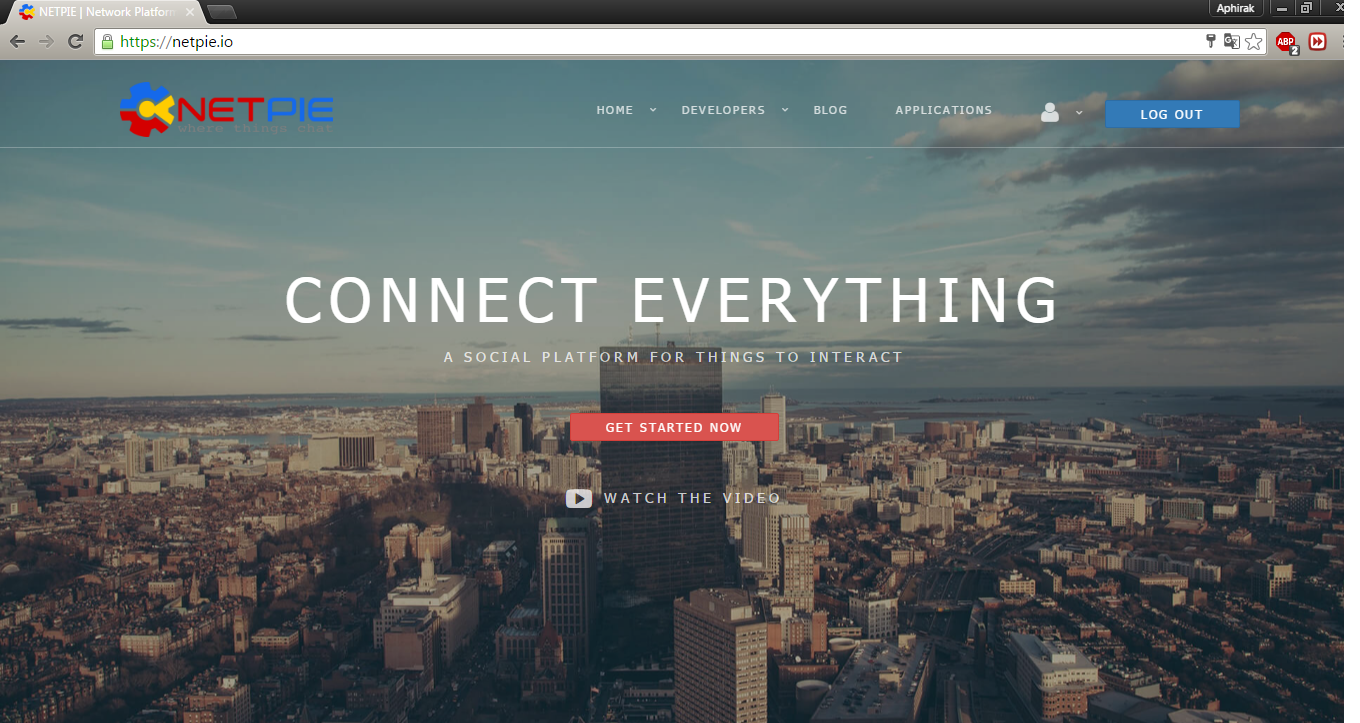 NETPIE | Network Platform
Aphirak
https://netpie.io
ABP
2
NETPIE
Where things chat
HOME
DEVELOPERS
BLOG
APPLICATIONS
LOG OUT
CONNECT EVERYTHING
A SOCIAL PLATFORM FOR THINGS TO INTERACT
GET STARTED NOW
WATCH THE VIDEO